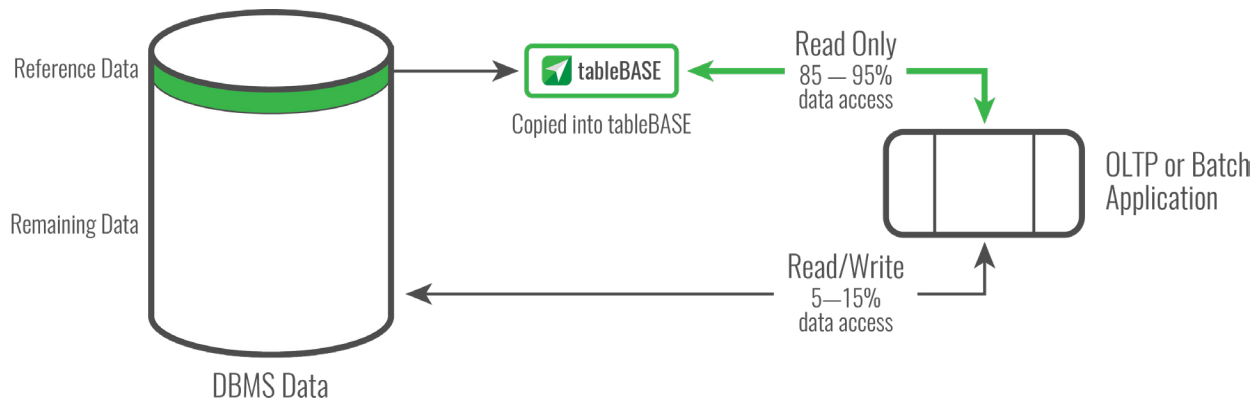 Reference Data
tableBASE
Copied into tableBASE
Read Only
85 — 95%
data access
OLTP or Batch
Application
Remaining Data
Read/Write
5—15%
data access
DBMS Data